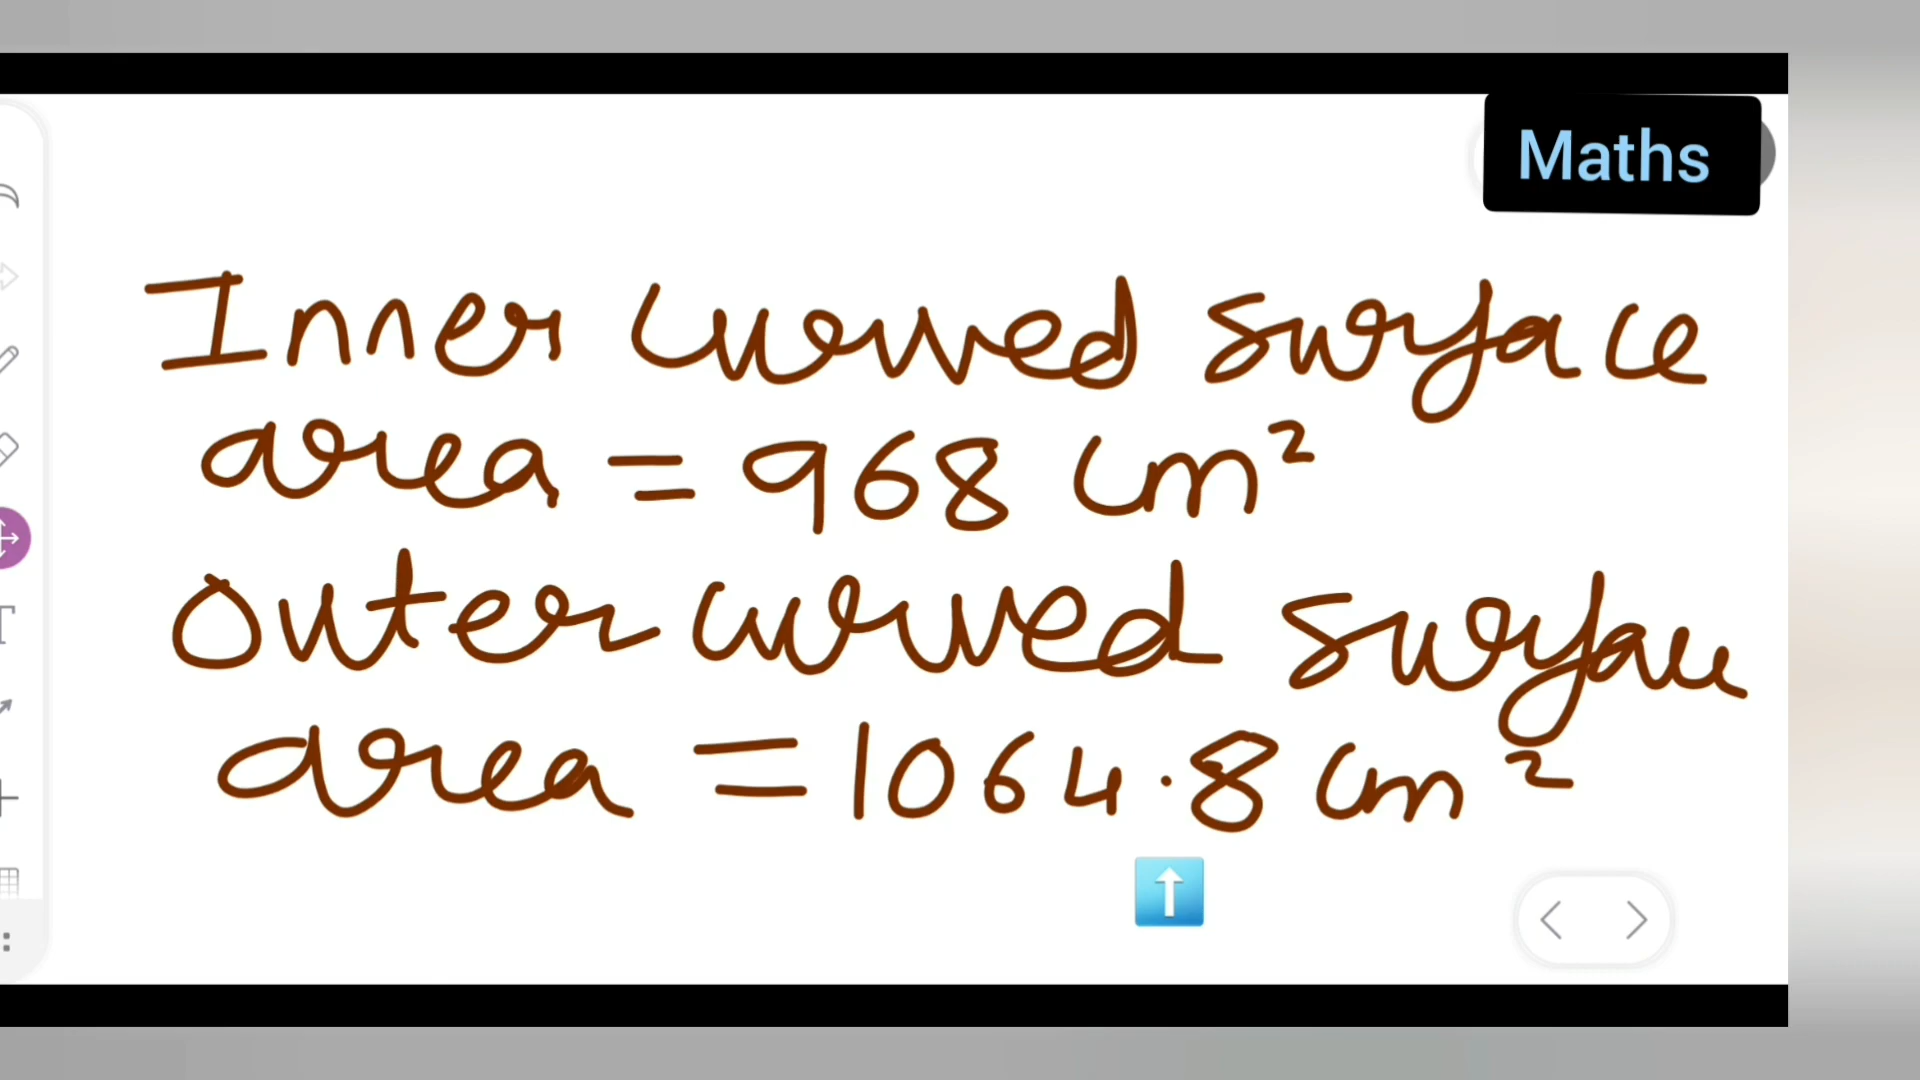 Maths
Inner curved surface
area = 968 cm²
Outer curved surface
area = 1064.8 cm²